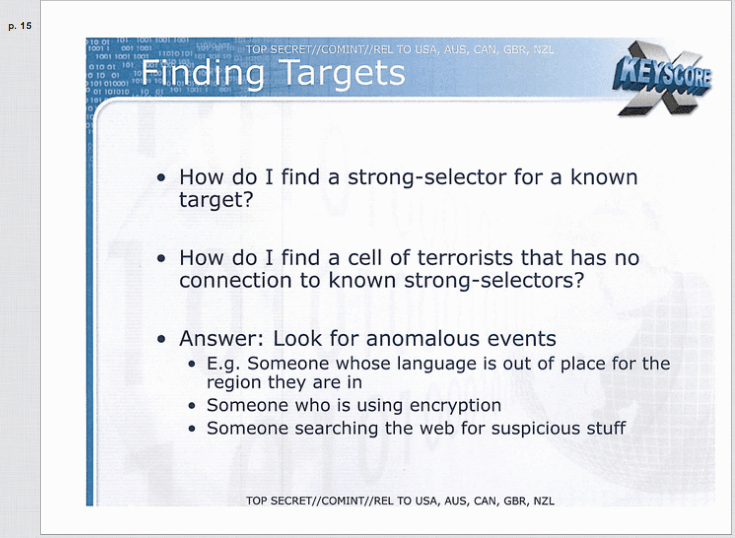 p. 15
TOP SECRET//COMINT//REL TO USA, AUS, CAN, GBR, NZL
Finding Targets
X
KEYSCORE
• How do I find a strong-selector for a known
target?
• How do I find a cell of terrorists that has no
connection to known strong-selectors?
• Answer: Look for anomalous events
• E.g. Someone whose language is out of place for the
region they are in
• Someone who is using encryption
• Someone searching the web for suspicious stuff
TOP SECRET//COMINT//REL TO USA, AUS, CAN, GBR, NZL